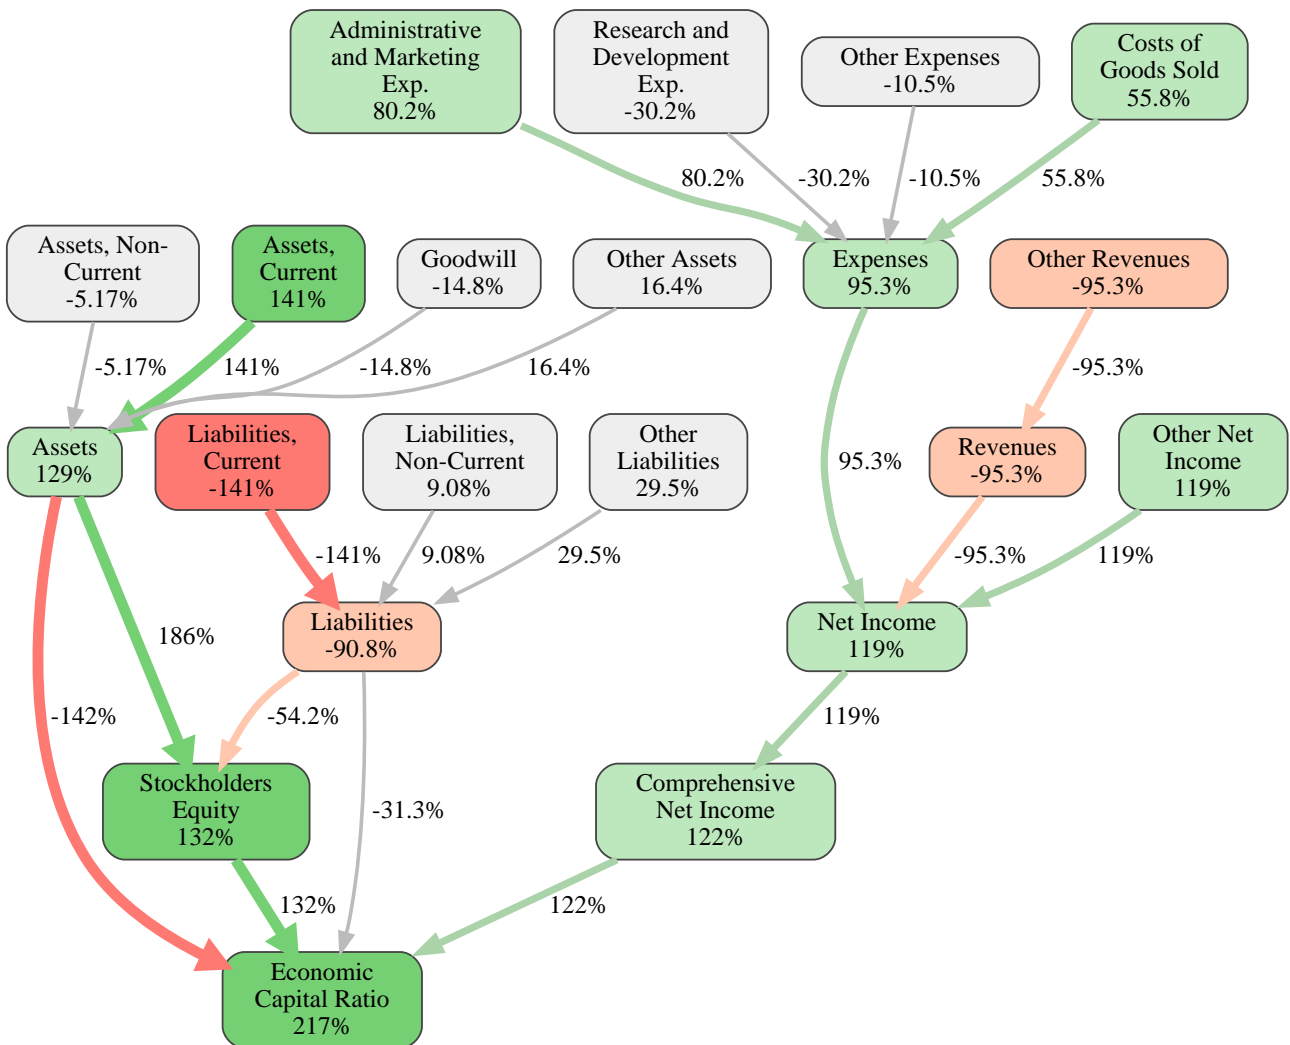 Administrative
and Marketing
Exp.
80.2%
Research and
Development
Exp.
-30.2%
Other Expenses
-10.5%
Costs of
Goods Sold
55.8%
80.2%
-30.2%
-10.5%
55.8%
Assets, Non-
Current
-5.17%
Assets,
Current
141%
Goodwill
-14.8%
Other Assets
16.4%
Expenses
95.3%
Other Revenues
-95.3%
-5.17%
141%
-14.8%
16.4%
-95.3%
Assets
129%
Liabilities,
Current
-141%
Liabilities,
Non-Current
9.08%
Other
Liabilities
29.5%
95.3%
Revenues
-95.3%
Other Net
Income
119%
-141%
9.08%
29.5%
-95.3%
119%
186%
Liabilities
-90.8%
Net Income
119%
-142%
-54.2%
119%
Stockholders
Equity
132%
-31.3%
Comprehensive
Net Income
122%
132%
122%
Economic
Capital Ratio
217%